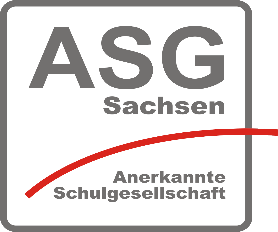 ASG
Sachsen
Anerkannte
Schulgesellschaft